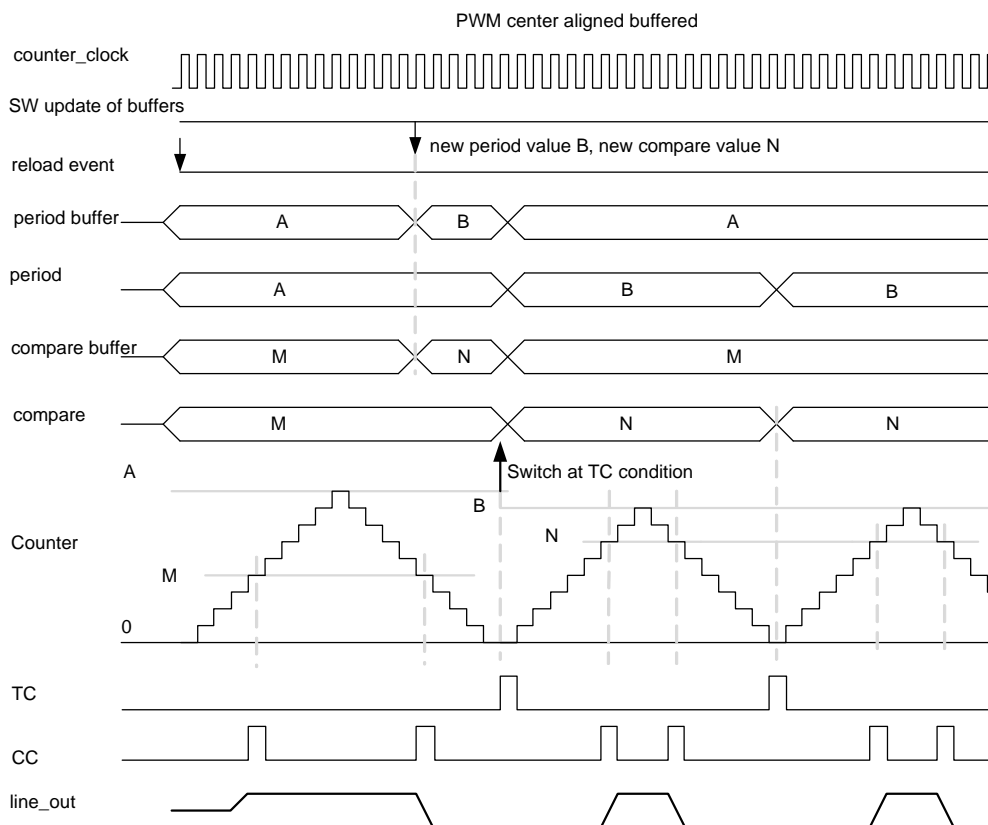 PWM center aligned buffered
counter_clock
SW update of buffers
new period value B, new compare value N
reload event
period buffer
A
B
A
period
A
B
B
compare buffer
M
N
M
compare
M
N
N
A
Switch at TC condition
B
N
Counter
M
0
TC
CC
line_out